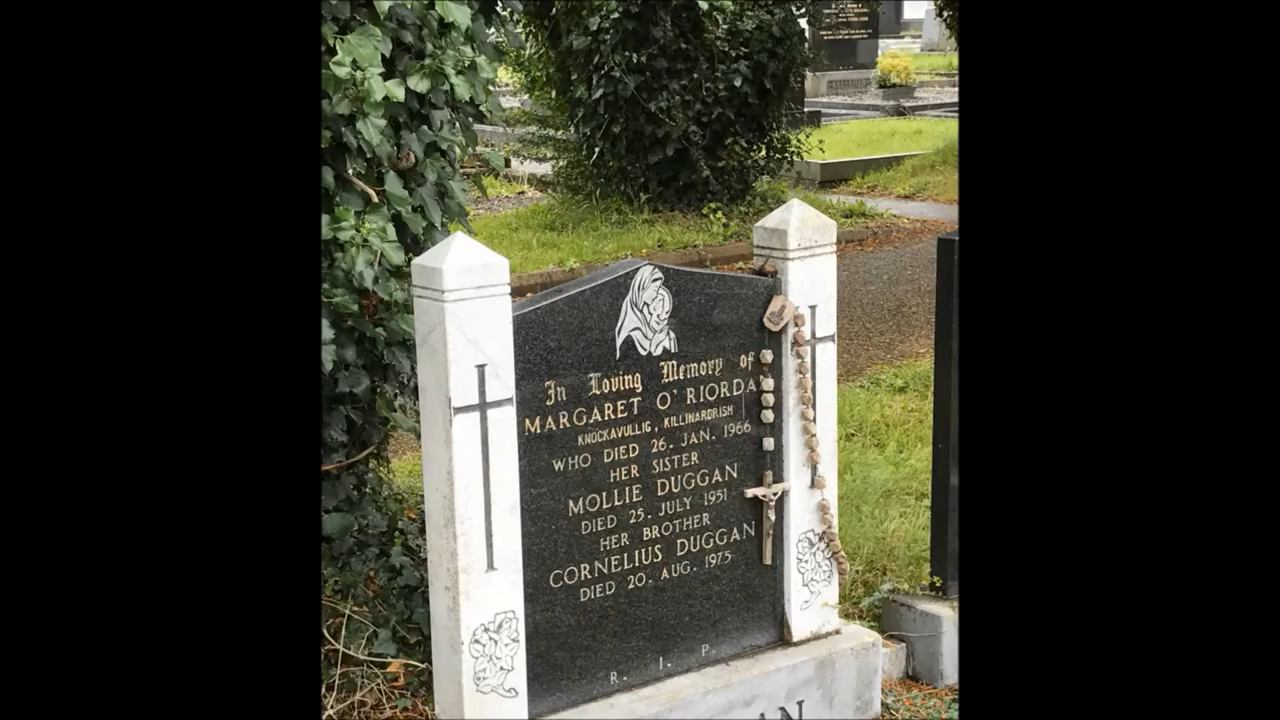 In Loving Memory of
MARGARET O' RIORDA
KNOCKAVULLIG, KILLINARDRISH
WHO DIED 26. JAN. 1966
HER SISTER
MOLLIE DUGGAN
DIED 25. JULY 1951
HER BROTHER
CORNELIUS DUGGAN
DIED 20. AUG. 1975
R. I. P.
AN